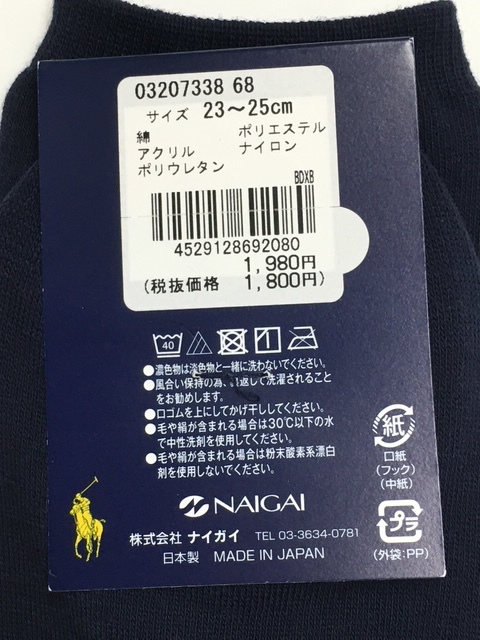 03207338 68
サイズ 23〜25cm
綿 ポリエステル
アクリル ナイロン
ポリウレタン
BDXB
4529128692080
1,980円
(税抜価格 1,800円)
40
●濃色物は淡色物と一緒に洗わないでください。
●風合い保持の為、裏返して洗濯されること
をお勧めします。
●口ゴムを上にしてかげ干ししてください。
●毛や絹が含まれる場合は30℃以下の水
で中性洗剤を使用してください。
●毛や絹が含まれる場合は粉末酸素系漂白
剤を使用しないでください。
紙
口紙
(フック)
(中紙)
プラ
(外袋:PP)
NAIGAI
株式会社 ナイガイ TEL 03-3634-0781
日本製 MADE IN JAPAN